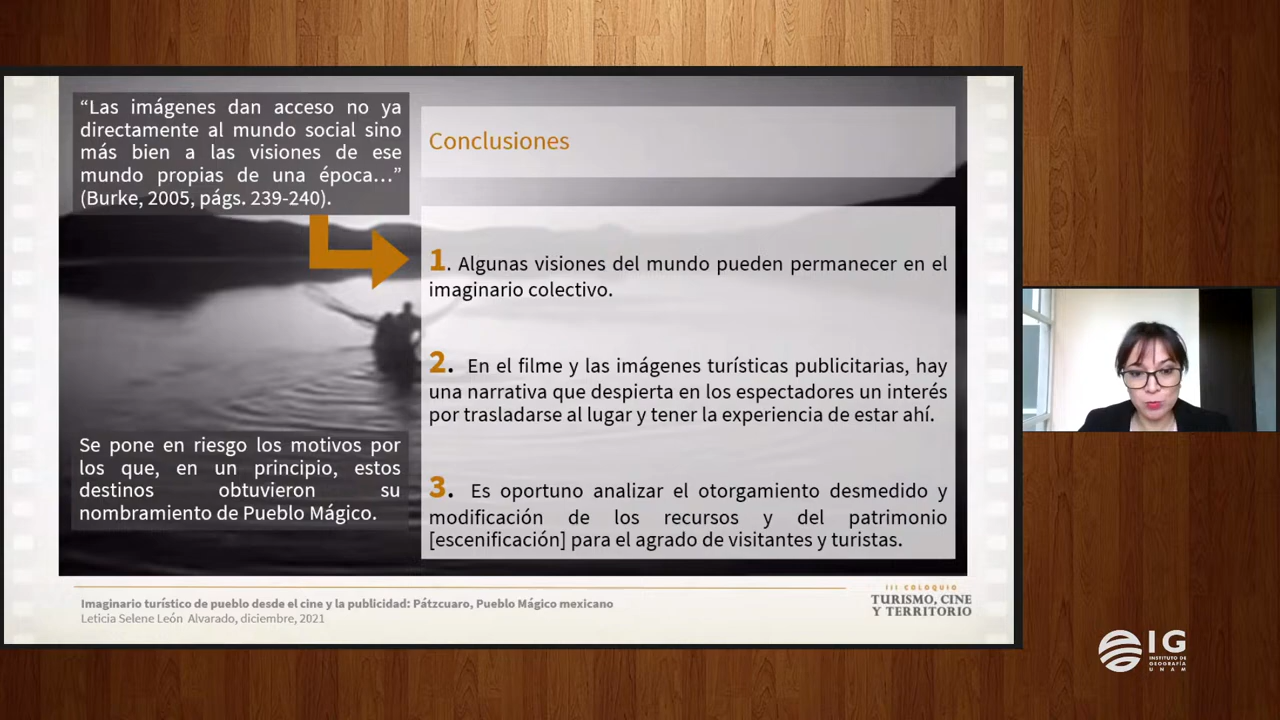 “Las imágenes dan acceso no ya
directamente al mundo social sino
más bien a las visiones de ese
mundo propias de una época…”
(Burke, 2005, págs. 239-240).
Conclusiones
1. Algunas visiones del mundo pueden permanecer en el
imaginario colectivo.
2. En el filme y las imágenes turísticas publicitarias, hay
una narrativa que despierta en los espectadores un interés
por trasladarse al lugar y tener la experiencia de estar ahí.
Se pone en riesgo los motivos por
los que, en un principio, estos
destinos obtuvieron su
nombramiento de Pueblo Mágico.
3. Es oportuno analizar el otorgamiento desmedido y
modificación de los recursos y del patrimonio
[escenificación] para el agrado de visitantes y turistas.
Imaginario turístico de pueblo desde el cine y la publicidad: Pátzcuaro, Pueblo Mágico mexicano
Leticia Selene León Alvarado, diciembre, 2021
III COLOQUIO
TURISMO, CINE
Y TERRITORIO
IG
INSTITUTO DE
GEOGRAFÍA
UNAM